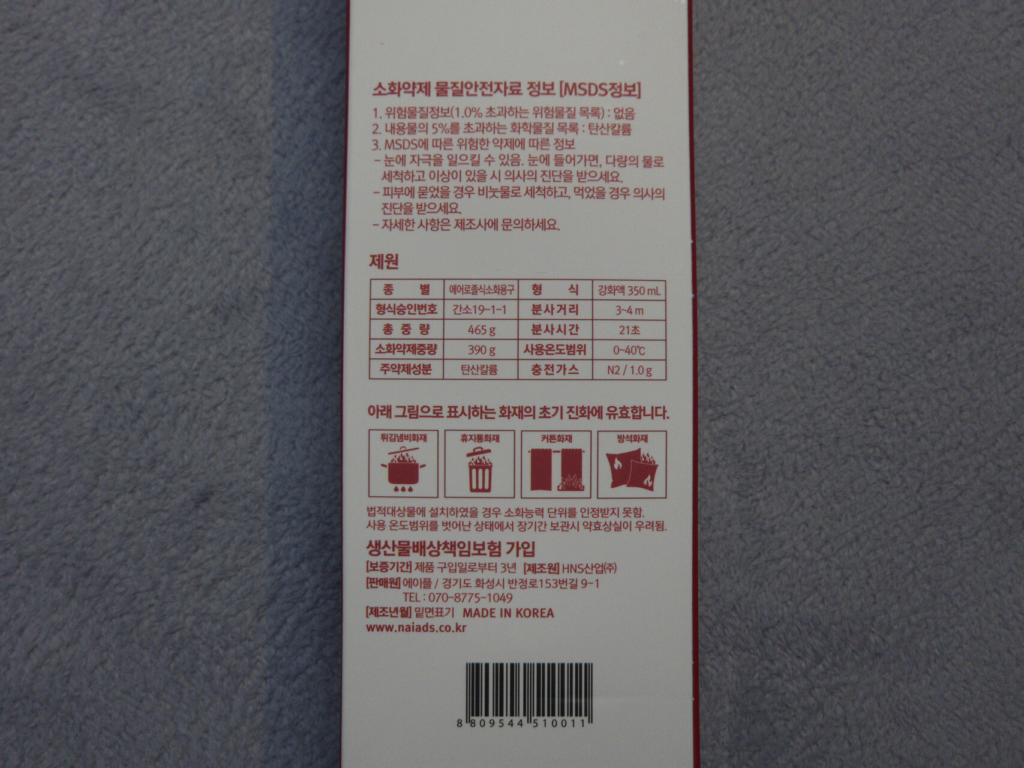 소화약제 물질안전자료 정보 [MSDS정보]
1. 위험물질정보(1.0% 초과하는 위험물질 목록) : 없음
2. 내용물의 5%를 초과하는 화학물질 목록 : 탄산칼륨
3. MSDS에 따른 위험한 약제에 따른 정보
- 눈에 자극을 일으킬 수 있음. 눈에 들어가면, 다량의 물로
세척하고 이상이 있을 시 의사의 진단을 받으세요.
- 피부에 묻었을 경우 비눗물로 세척하고, 먹었을 경우 의사의
진단을 받으세요.
- 자세한 사항은 제조사에 문의하세요.
제원
종 별 에어로졸식소화용구 형 식 강화액 350 mL
형식승인번호 간소19-1-1 분사거리 3~4 m
총 중 량 465 g 분사시간 21초
소화약제중량 390 g 사용온도범위 0~40℃
주약제성분 탄산칼륨 충전가스 N2 / 1.0 g
아래 그림으로 표시하는 화재의 초기 진화에 유효합니다.
튀김냄비화재 휴지통화재 커튼화재 방석화재
법적대상물에 설치하였을 경우 소화능력 단위를 인정받지 못함.
사용 온도범위를 벗어난 상태에서 장기간 보관시 약효상실이 우려됨.
생산물배상책임보험 가입
[보증기간] 제품 구입일로부터 3년 [제조원] HNS산업㈜
[판매원] 에이플 / 경기도 화성시 반정로153번길 9-1
TEL : 070-8775-1049
[제조년월] 밑면표기 MADE IN KOREA
www.naiads.co.kr
8 809544 510011